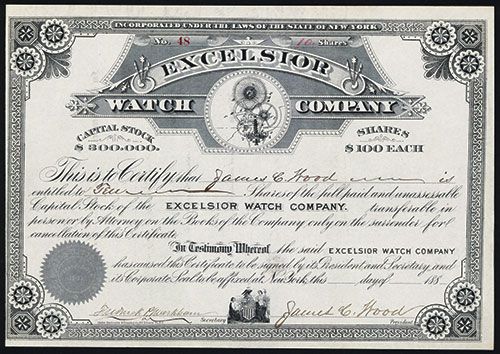 INCORPORATED UNDER THE LAWS OF THE STATE OF NEW YORK
No. 48 10 Shares
EXCELSIOR
WATCH COMPANY
CAPITAL STOCK SHARES
$300,000. $100 EACH
This is to Certify that James C Hood is
entitled to Shares of the full paid and unassessable
Capital Stock of the EXCELSIOR WATCH COMPANY. transferable in
person or by Attorney on the Books of the Company only on the surrender for
cancellation of this Certificate.
In Testimony Whereof the said EXCELSIOR WATCH COMPANY
has caused this Certificate to be signed by its President and Secretary, and
its Corporate Seal to be affixed at New York, this day of 188
Secretary James C. Hood President